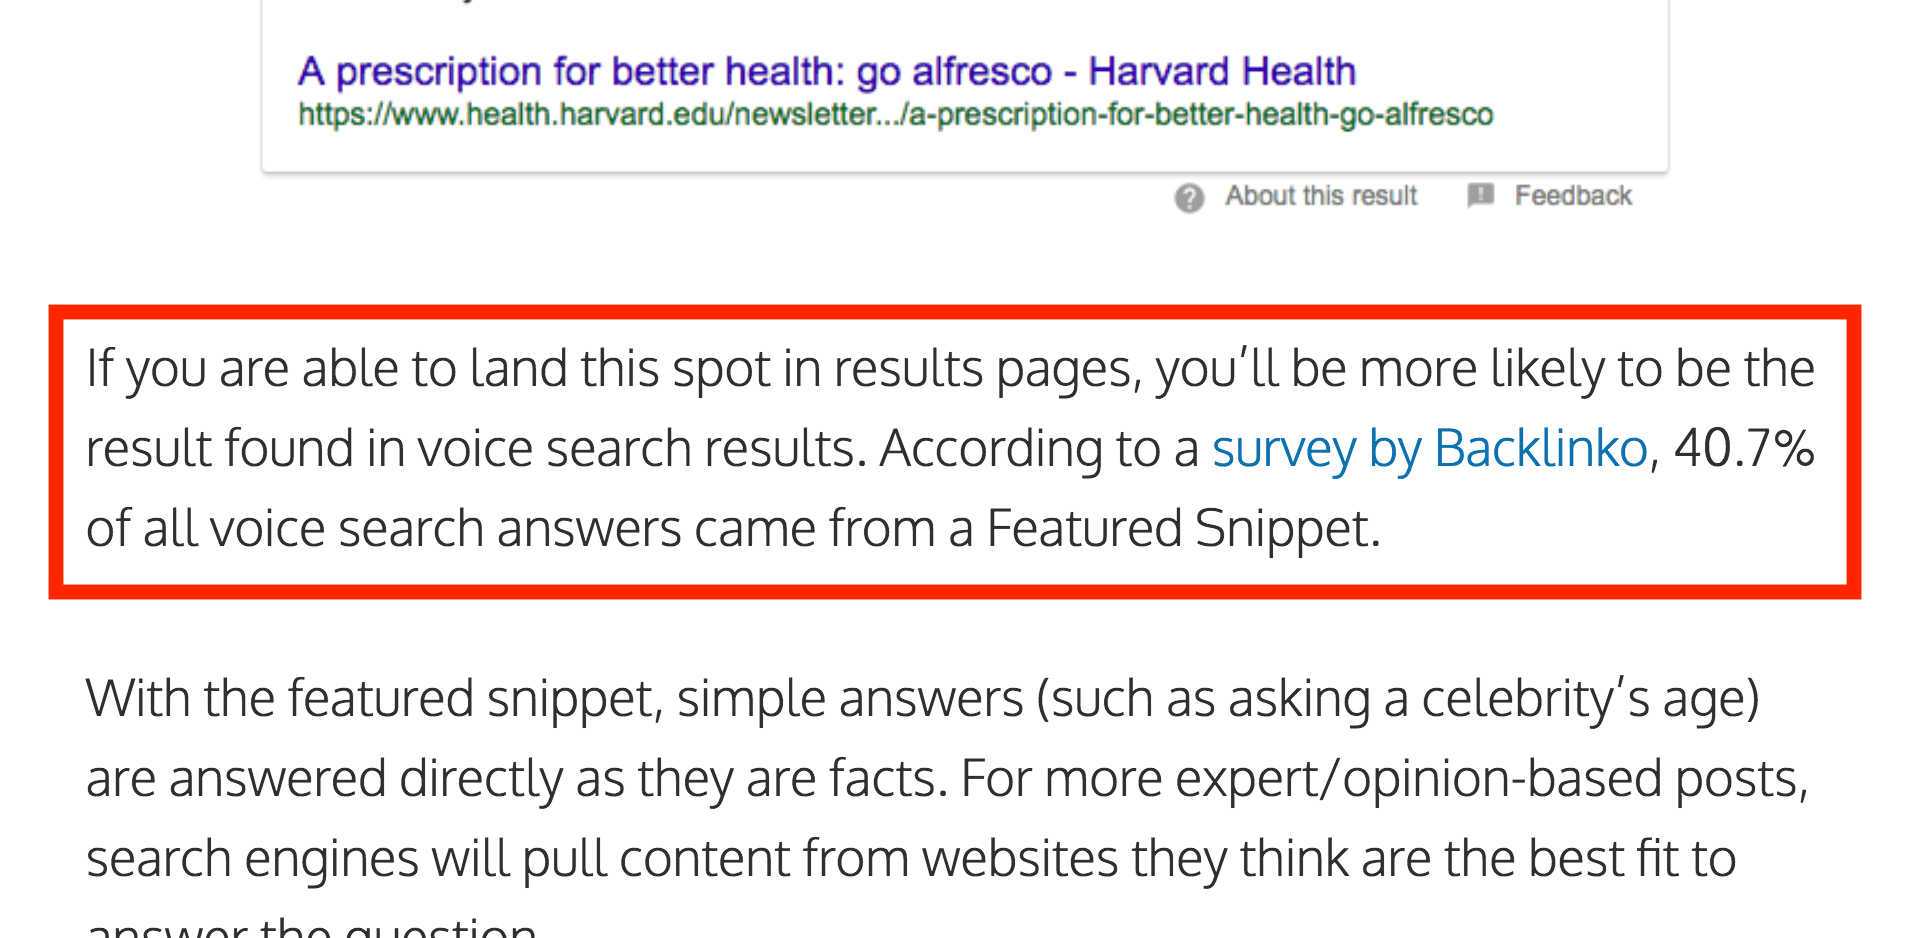 A prescription for better health: go alfresco - Harvard Health
https://www.health.harvard.edu/newsletter.../a-prescription-for-better-health-go-alfresco
About this result Feedback
If you are able to land this spot in results pages, you’ll be more likely to be the
result found in voice search results. According to a survey by Backlinko, 40.7%
of all voice search answers came from a Featured Snippet.
With the featured snippet, simple answers (such as asking a celebrity’s age)
are answered directly as they are facts. For more expert/opinion-based posts,
search engines will pull content from websites they think are the best fit to
answer the question